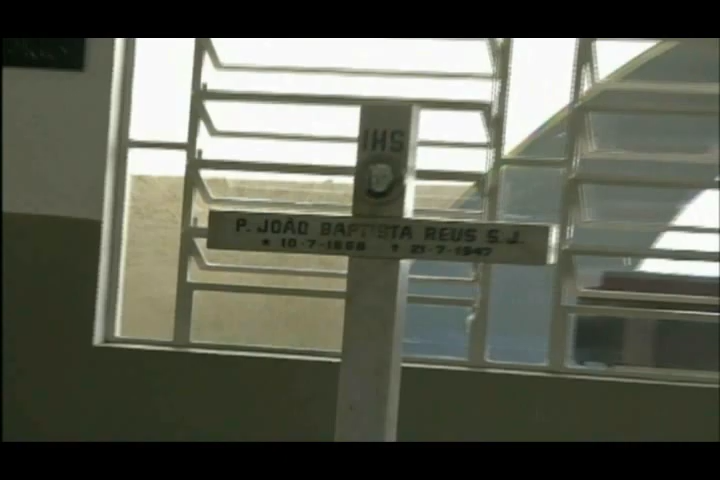 IHS
P. JOÃO BAPTISTA REUS S.J.
* 10-7-1868 + 21-7-1947